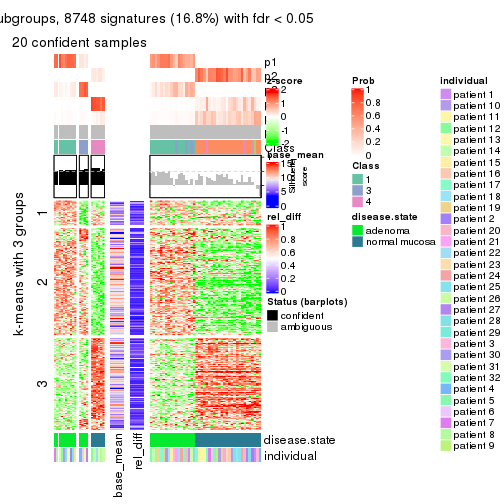 ubgroups, 8748 signatures (16.8%) with fdr < 0.05
20 confident samples
p1
p2
z-score
2
1
0
-1
-2
Class
base_mean
15
10
5
0
Silhouette
score
rel_diff
1
0.8
0.6
0.4
0.2
0
Status (barplots)
confident
ambiguous
Prob
1
0.8
0.6
0.4
0.2
0
Class
1
3
4
disease.state
adenoma
normal mucosa
individual
patient 1
patient 10
patient 11
patient 12
patient 13
patient 14
patient 15
patient 16
patient 17
patient 18
patient 19
patient 2
patient 20
patient 21
patient 22
patient 23
patient 24
patient 25
patient 26
patient 27
patient 28
patient 29
patient 3
patient 30
patient 31
patient 32
patient 4
patient 5
patient 6
patient 7
patient 8
patient 9
k-means with 3 groups
1
2
3
base_mean
rel_diff
disease.state
individual